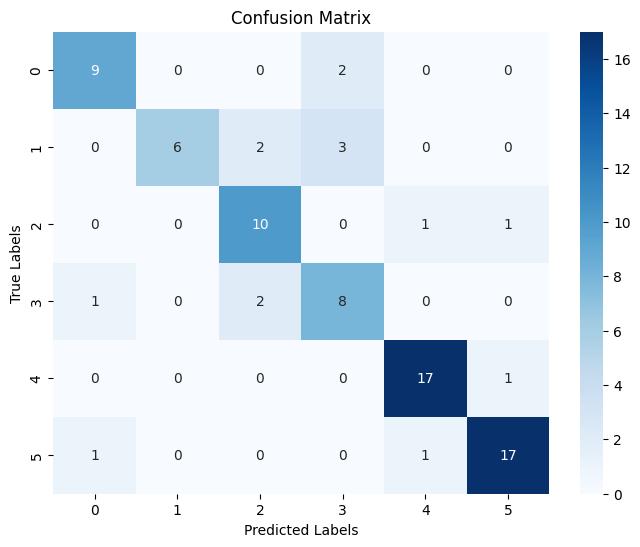 Confusion Matrix
True Labels
0 9 0 0 2 0 0
1 0 6 2 3 0 0
2 0 0 10 0 1 1
3 1 0 2 8 0 0
4 0 0 0 0 17 1
5 1 0 0 0 1 17
0 1 2 3 4 5
Predicted Labels
16
14
12
10
8
6
4
2
0